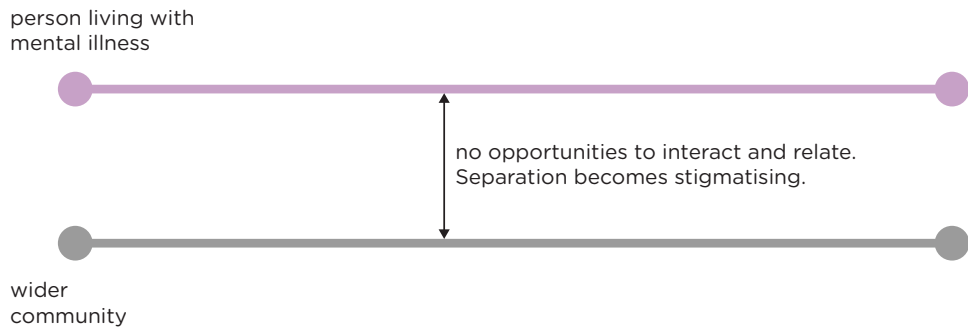 person living with
mental illness
no opportunities to interact and relate.
Separation becomes stigmatising.
wider
community